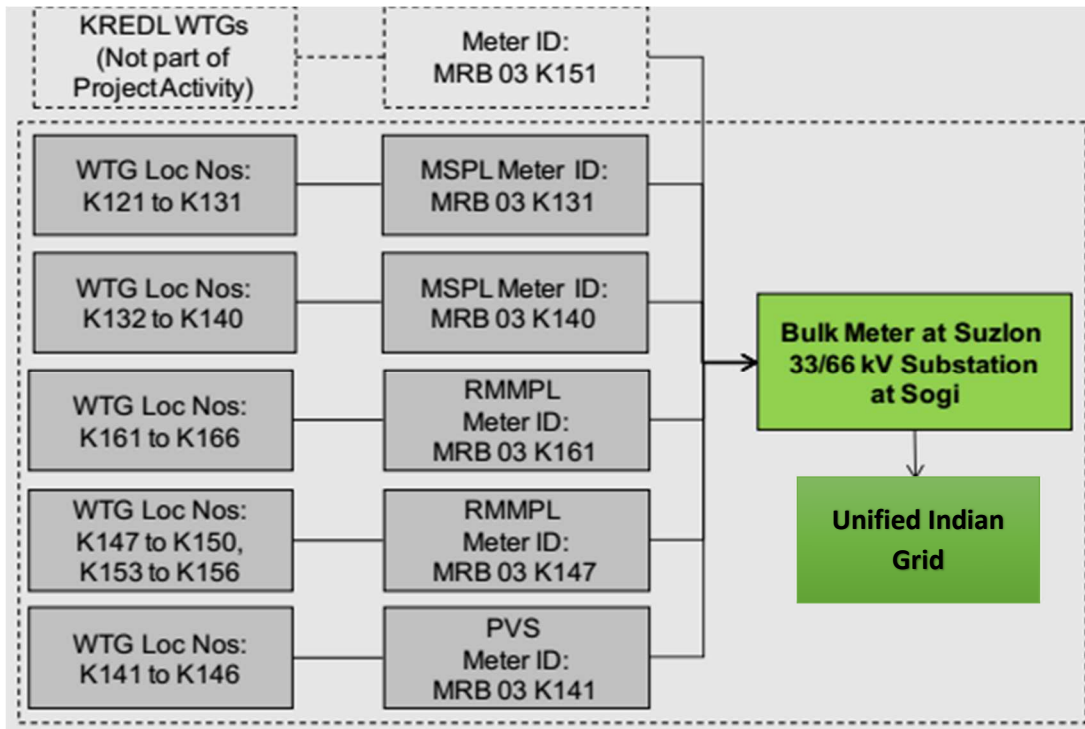 KREDL WTGs
(Not part of
Project Activity)
Meter ID:
MRB 03 K151
WTG Loc Nos:
K121 to K131
MSPL Meter ID:
MRB 03 K131
WTG Loc Nos:
K132 to K140
MSPL Meter ID:
MRB 03 K140
Bulk Meter at Suzlon
33/66 kV Substation
at Sogi
WTG Loc Nos:
K161 to K166
RMMPL
Meter ID:
MRB 03 K161
WTG Loc Nos:
K147 to K150,
K153 to K156
RMMPL
Meter ID:
MRB 03 K147
Unified Indian
Grid
WTG Loc Nos:
K141 to K146
PVS
Meter ID:
MRB 03 K141